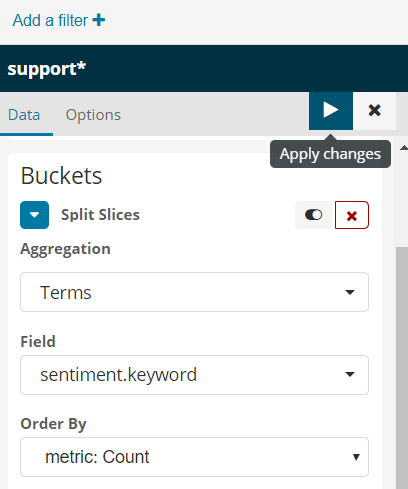 Add a filter +
support*
Data Options
Apply changes
Buckets
Split Slices
Aggregation
Terms
Field
sentiment.keyword
Order By
metric: Count